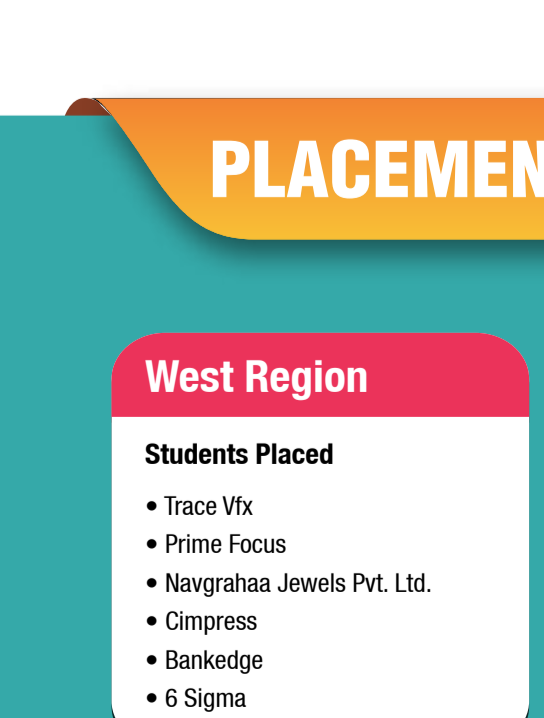 PLACEMEN
West Region
Students Placed
• Trace Vfx
• Prime Focus
• Navgrahaa Jewels Pvt. Ltd.
• Cimpress
• Bankedge
• 6 Sigma